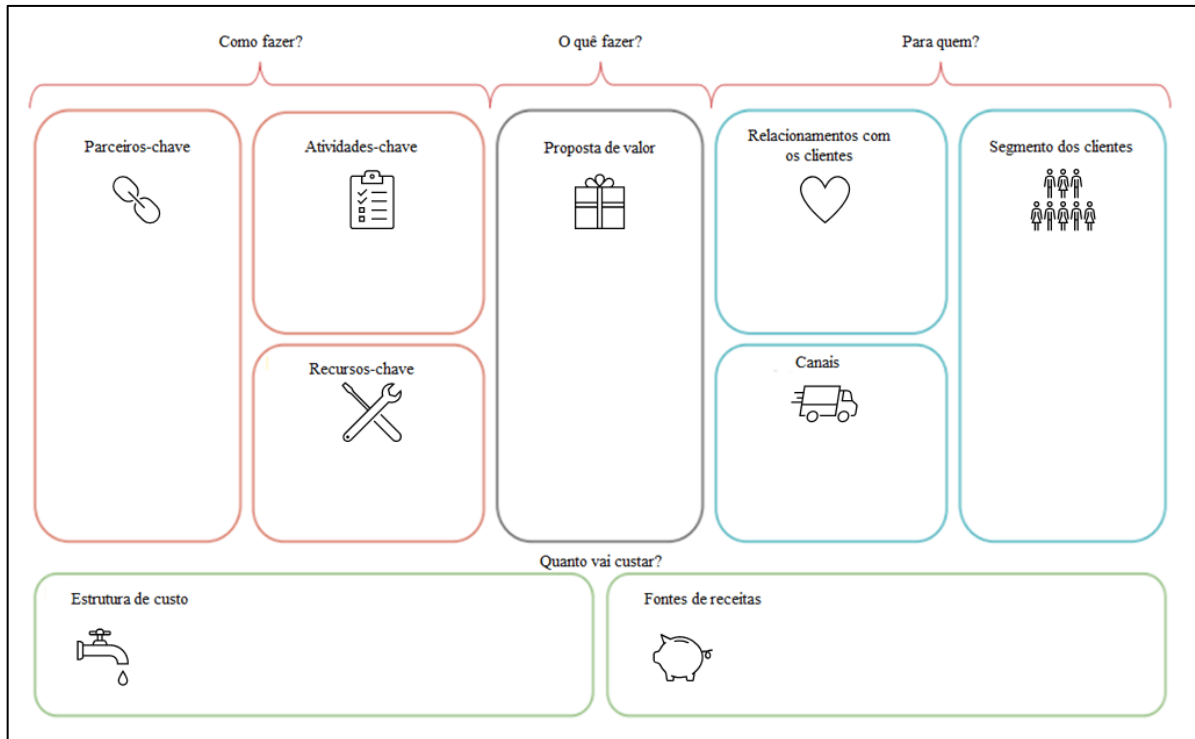 Como fazer?
O quê fazer?
Para quem?
Parceiros-chave
Atividades-chave
Proposta de valor
Relacionamentos com
os clientes
Segmento dos clientes
Recursos-chave
Canais
Quanto vai custar?
Estrutura de custo
Fontes de receitas